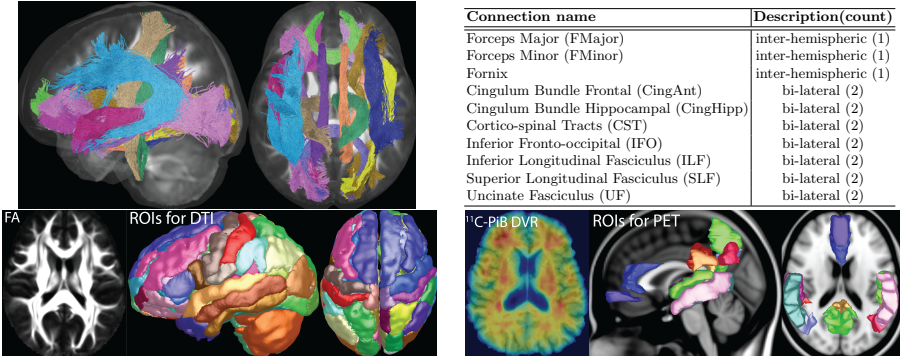 Connection name Description(count)
Forceps Major (FMajor) inter-hemispheric (1)
Forceps Minor (FMinor) inter-hemispheric (1)
Fornix inter-hemispheric (1)
Cingulum Bundle Frontal (CingAnt) bi-lateral (2)
Cingulum Bundle Hippocampal (CingHipp) bi-lateral (2)
Cortico-spinal Tracts (CST) bi-lateral (2)
Inferior Fronto-occipital (IFO) bi-lateral (2)
Inferior Longitudinal Fasciculus (ILF) bi-lateral (2)
Superior Longitudinal Fasciculus (SLF) bi-lateral (2)
Uncinate Fasciculus (UF) bi-lateral (2)
FA
ROIs for DTI
¹¹C-PiB DVR
ROIs for PET